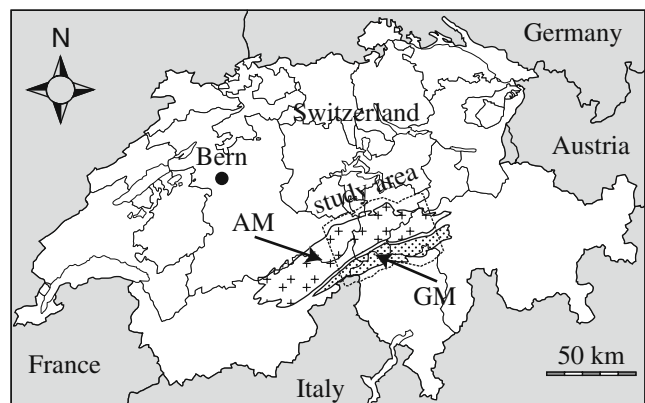 N
Germany
Switzerland
Austria
Bern
study area
AM
GM
France
Italy
50 km